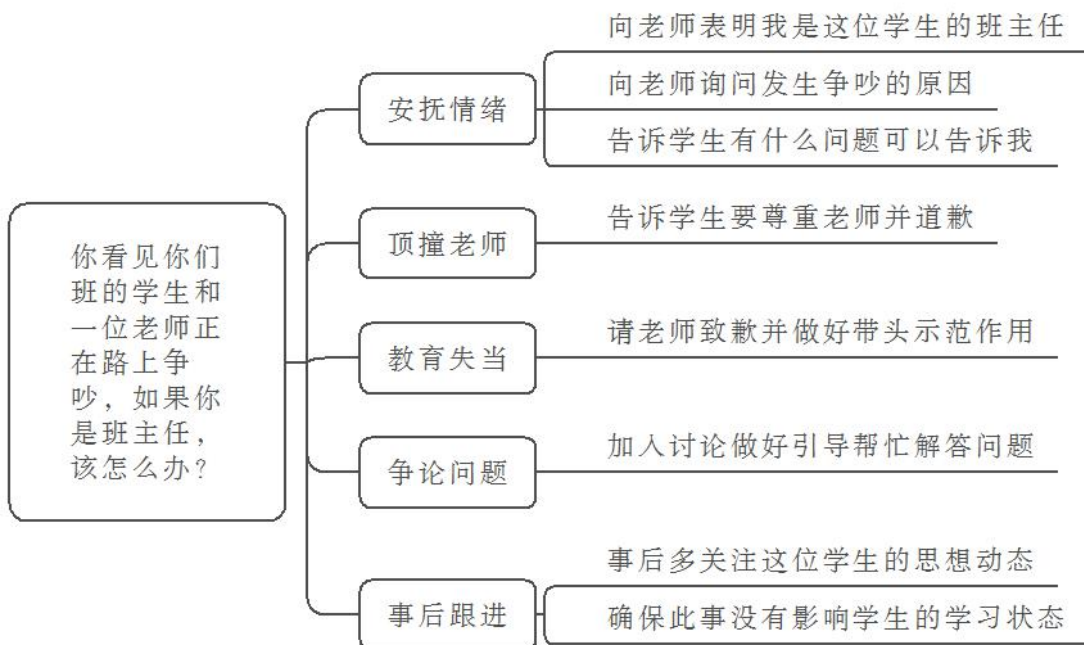 你看见你们
班的学生和
一位老师正
在路上争
吵，如果你
是班主任，
该怎么办？
安抚情绪
向老师表明我是这位学生的班主任
向老师询问发生争吵的原因
告诉学生有什么问题可以告诉我
顶撞老师
告诉学生要尊重老师并道歉
教育失当
请老师致歉并做好带头示范作用
争论问题
加入讨论做好引导帮忙解答问题
事后跟进
事后多关注这位学生的思想动态
确保此事没有影响学生的学习状态